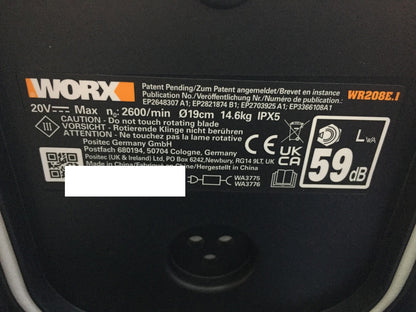 WORX
Patent Pending/Zum Patent angemeldet/Brevet en instance
Publication No./Veröffentlichung Nr./Numéro de publication :
EP2648307 A1; EP2821874 B1; EP2703925 A1; EP3366108A1
WR208E.1
20V Max n₀:2600/min Ø19cm 14.6kg IPX5
CAUTION - Do not touch rotating blade
VORSICHT - Rotierende Klinge nicht berühren
ATTENTION - Ne touchez pas la lame rotative
Positec Germany GmbH
Postfach 680194, 50704 Cologne, Germany
Positec (UK & Ireland) Ltd. PO Box 6242, Newbury, RG14 9LT, UK
Made in China/Fabriqué en Chine/Hergestellt in China
WA3775
WA3776
CE
UK
CA
LWA
59dB